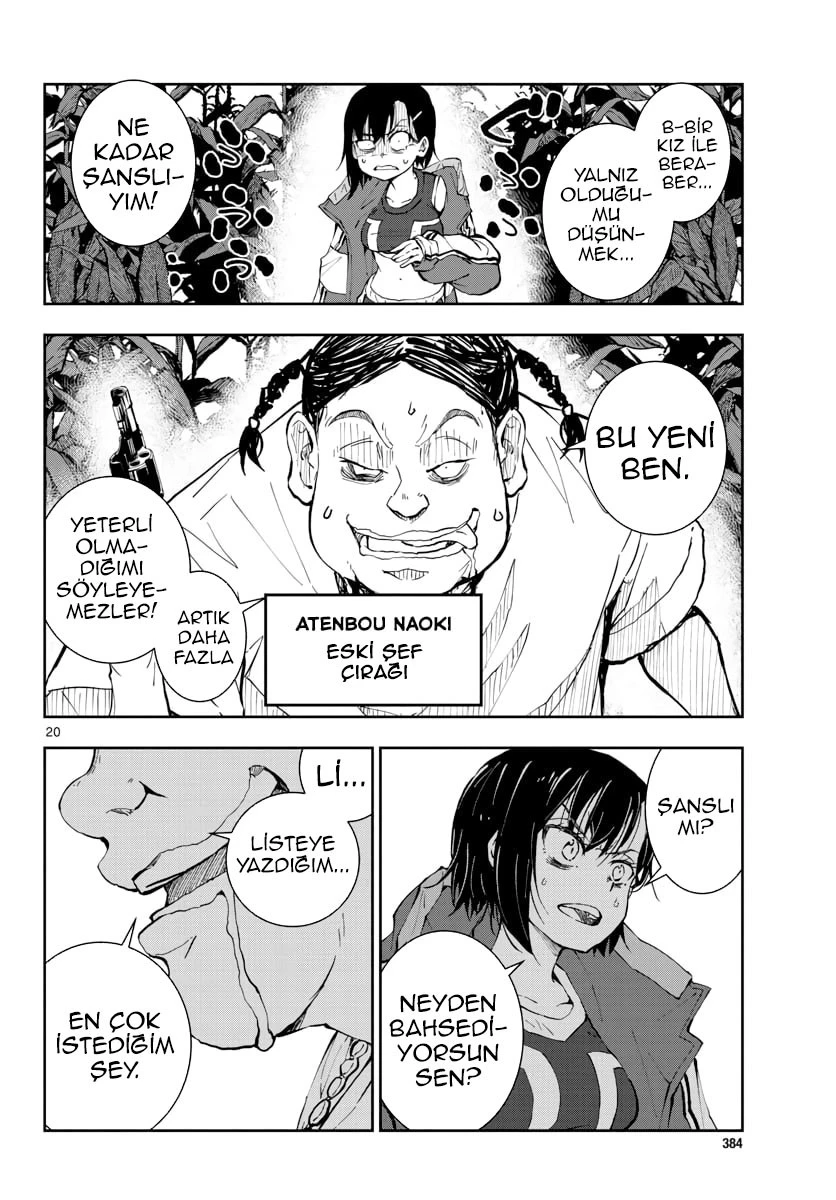 B-BİR
KIZ İLE
BERA-
BER...
YALNIZ
OLDUĞU-
MU
DÜŞÜN-
MEK...
NE
KADAR
ŞANSLI-
YIM!
BU YENİ
BEN.
ARTIK
DAHA
FAZLA
YETERLİ
OLMA-
DIĞIMI
SÖYLEYE-
MEZLER!
ATENBOU NAOKI
ESKİ ŞEF
ÇIRAĞI
20
ŞANSLI
MI?
NEYDEN
BAHSEDİ-
YORSUN
SEN?
Lİ...
LİSTEYE
YAZDIĞIM...
EN ÇOK
İSTEDİĞİM
ŞEY.
384